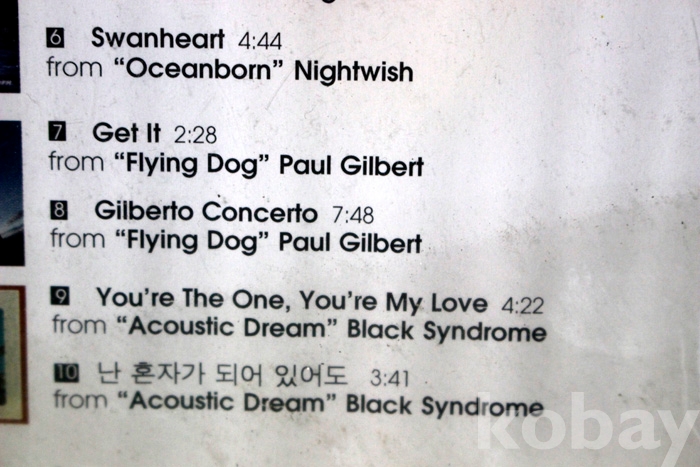 6 Swanheart 4:44
from “Oceanborn” Nightwish
7 Get It 2:28
from “Flying Dog” Paul Gilbert
8 Gilberto Concerto 7:48
from “Flying Dog” Paul Gilbert
9 You're The One, You're My Love 4:22
from “Acoustic Dream” Black Syndrome
10 난 혼자가 되어 있어도 3:41
from “Acoustic Dream” Black Syndrome
kobay